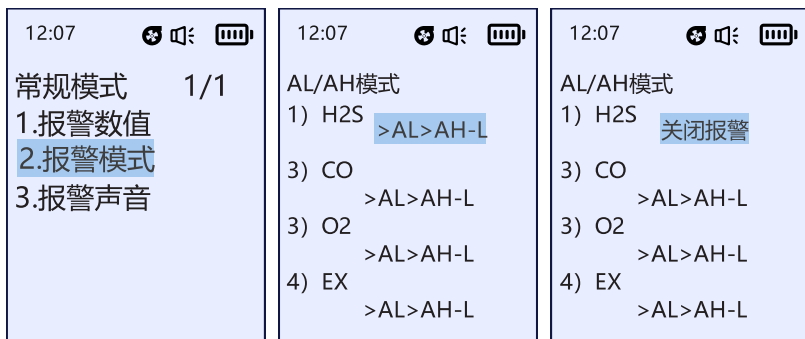 12:07
常规模式 1/1
1.报警数值
2.报警模式
3.报警声音
12:07
AL/AH模式
1）H2S
>AL>AH-L
3）CO
>AL>AH-L
3）O2
>AL>AH-L
4）EX
>AL>AH-L
12:07
AL/AH模式
1）H2S
关闭报警
3）CO
>AL>AH-L
3）O2
>AL>AH-L
4）EX
>AL>AH-L